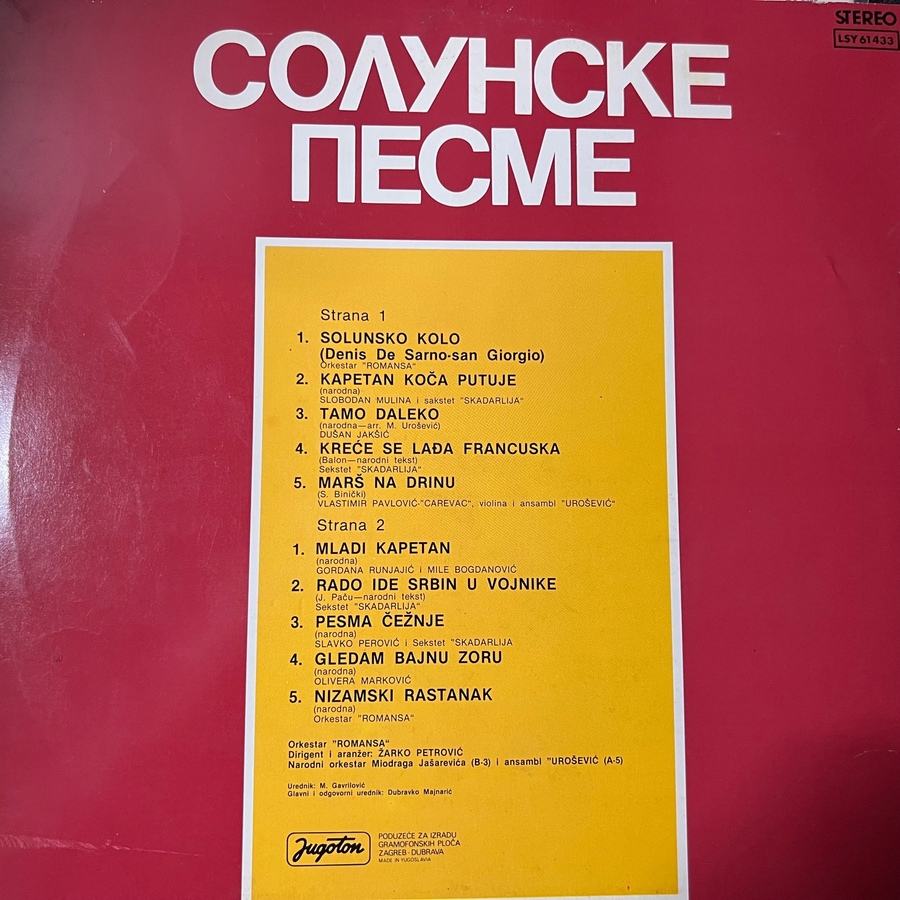 STEREO
LSY 61433
СОЛУНСКЕ
ПЕСМЕ
Strana 1
1. SOLUNSKO KOLO
(Denis De Sarno-san Giorgio)
Orkestar "ROMANSA"
2. KAPETAN KOČA PUTUJE
(narodna)
SLOBODAN MULINA i sakstet "SKADARLIJA"
3. TAMO DALEKO
(narodna—arr. M. Urošević)
DUŠAN JAKŠIĆ
4. KREĆE SE LAĐA FRANCUSKA
(Balon—narodni tekst)
Sekstet "SKADARLIJA"
5. MARŠ NA DRINU
(S. Binički)
VLASTIMIR PAVLOVIĆ-"CAREVAC", violina i ansambl "UROŠEVIĆ"
Strana 2
1. MLADI KAPETAN
(narodna)
GORDANA RUNJAJIĆ i MILE BOGDANOVIĆ
2. RADO IDE SRBIN U VOJNIKE
(J. Paču—narodni tekst)
Sekstet "SKADARLIJA"
3. PESMA ČEŽNJE
(narodna)
SLAVKO PEROVIĆ i Sekstet "SKADARLIJA
4. GLEDAM BAJNU ZORU
(narodna)
OLIVERA MARKOVIĆ
5. NIZAMSKI RASTANAK
(narodna)
Orkestar "ROMANSA"
Orkestar "ROMANSA"
Dirigent i aranžer: ŽARKO PETROVIĆ
Narodni orkestar Miodraga Jašarevića (B-3) i ansambl "UROŠEVIĆ (A-5)
Urednik: M. Gavrilović
Glavni i odgovorni urednik: Dubravko Majnarić
Jugoton
PODUZEĆE ZA IZRADU
GRAMOFONSKIH PLOČA
ZAGREB-DUBRAVA
MADE IN YUGOSLAVIA